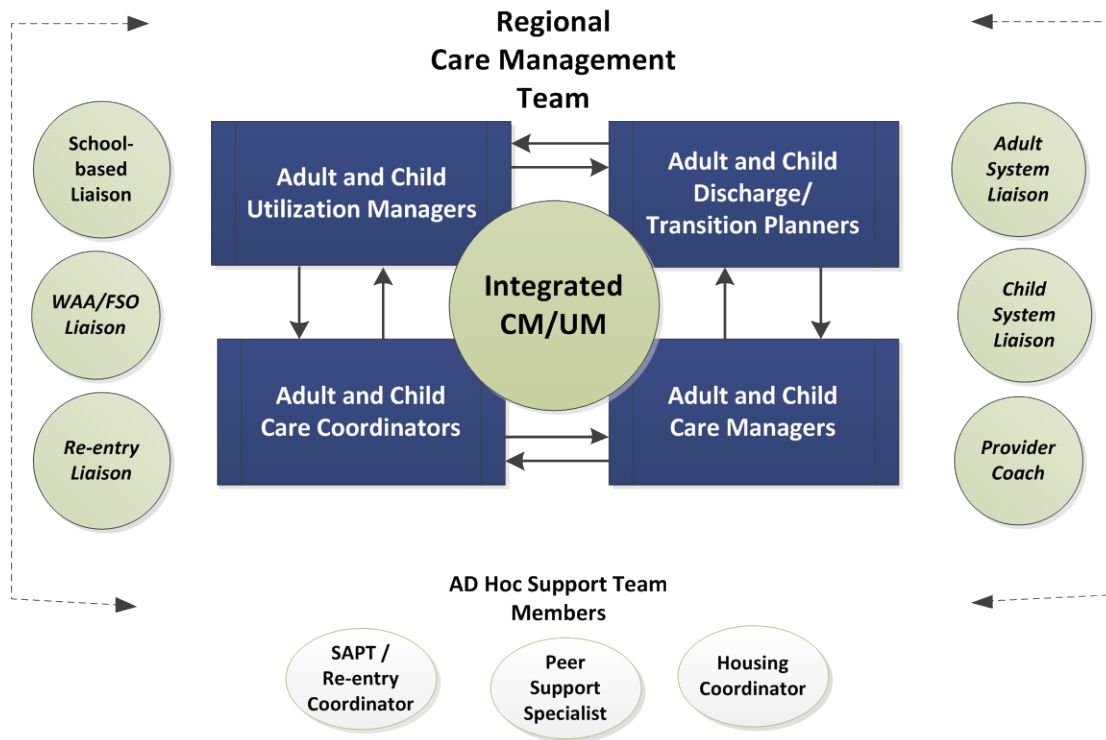 Regional
Care Management
Team
School-
based
Liaison
WAA/FSO
Liaison
Re-entry
Liaison
Adult and Child
Utilization Managers
Adult and Child
Discharge/
Transition Planners
Integrated
CM/UM
Adult and Child
Care Coordinators
Adult and Child
Care Managers
Adult
System
Liaison
Child
System
Liaison
Provider
Coach
AD Hoc Support Team
Members
SAPT /
Re-entry
Coordinator
Peer
Support
Specialist
Housing
Coordinator